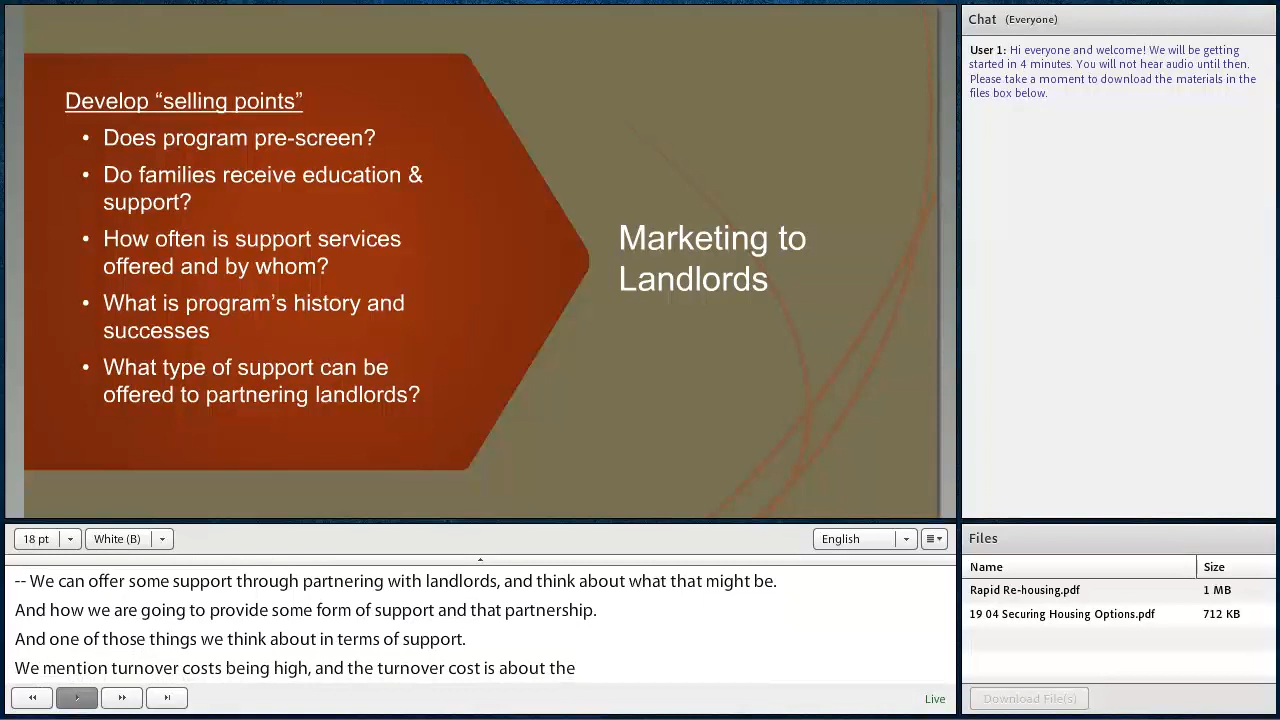 Develop “selling points”
• Does program pre-screen?
• Do families receive education &
support?
• How often is support services
offered and by whom?
• What is program’s history and
successes
• What type of support can be
offered to partnering landlords?
Marketing to
Landlords
Chat (Everyone)
User 1: Hi everyone and welcome! We will be getting
started in 4 minutes. You will not hear audio until then.
Please take a moment to download the materials in the
files box below.
18 pt White (B) English
-- We can offer some support through partnering with landlords, and think about what that might be.
And how we are going to provide some form of support and that partnership.
And one of those things we think about in terms of support.
We mention turnover costs being high, and the turnover cost is about the
Live
Files
Name Size
Rapid Re-housing.pdf 1 MB
19 04 Securing Housing Options.pdf 712 KB
Download File(s)